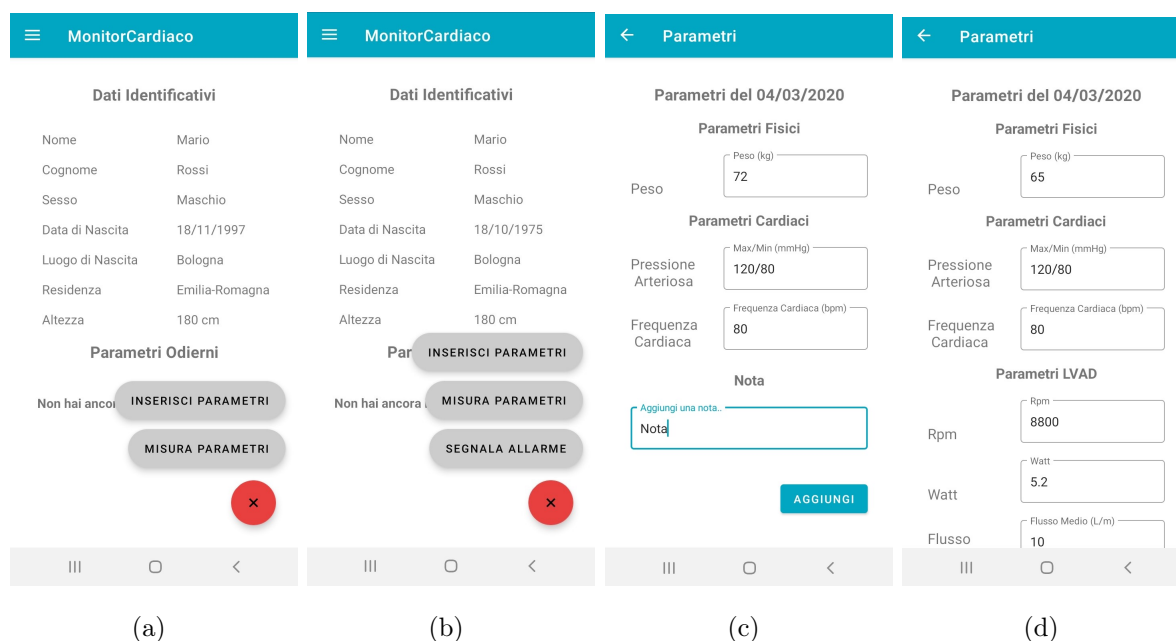 MonitorCardiaco
Dati Identificativi
Nome Mario
Cognome Rossi
Sesso Maschio
Data di Nascita 18/11/1997
Luogo di Nascita Bologna
Residenza Emilia-Romagna
Altezza 180 cm
Parametri Odierni
Non hai ancor INSERISCI PARAMETRI
MISURA PARAMETRI
(a)
MonitorCardiaco
Dati Identificativi
Nome Mario
Cognome Rossi
Sesso Maschio
Data di Nascita 18/10/1975
Luogo di Nascita Bologna
Residenza Emilia-Romagna
Altezza 180 cm
Par INSERISCI PARAMETRI
Non hai ancora MISURA PARAMETRI
SEGNALA ALLARME
(b)
Parametri
Parametri del 04/03/2020
Parametri Fisici
Peso (kg)
Peso 72
Parametri Cardiaci
Max/Min (mmHg)
Pressione Arteriosa 120/80
Frequenza Cardiaca (bpm)
Frequenza Cardiaca 80
Nota
Aggiungi una nota..
Nota
AGGIUNGI
(c)
Parametri
Parametri del 04/03/2020
Parametri Fisici
Peso (kg)
Peso 65
Parametri Cardiaci
Max/Min (mmHg)
Pressione Arteriosa 120/80
Frequenza Cardiaca (bpm)
Frequenza Cardiaca 80
Parametri LVAD
Rpm
Rpm 8800
Watt
Watt 5.2
Flusso Medio (L/m)
Flusso 10
(d)